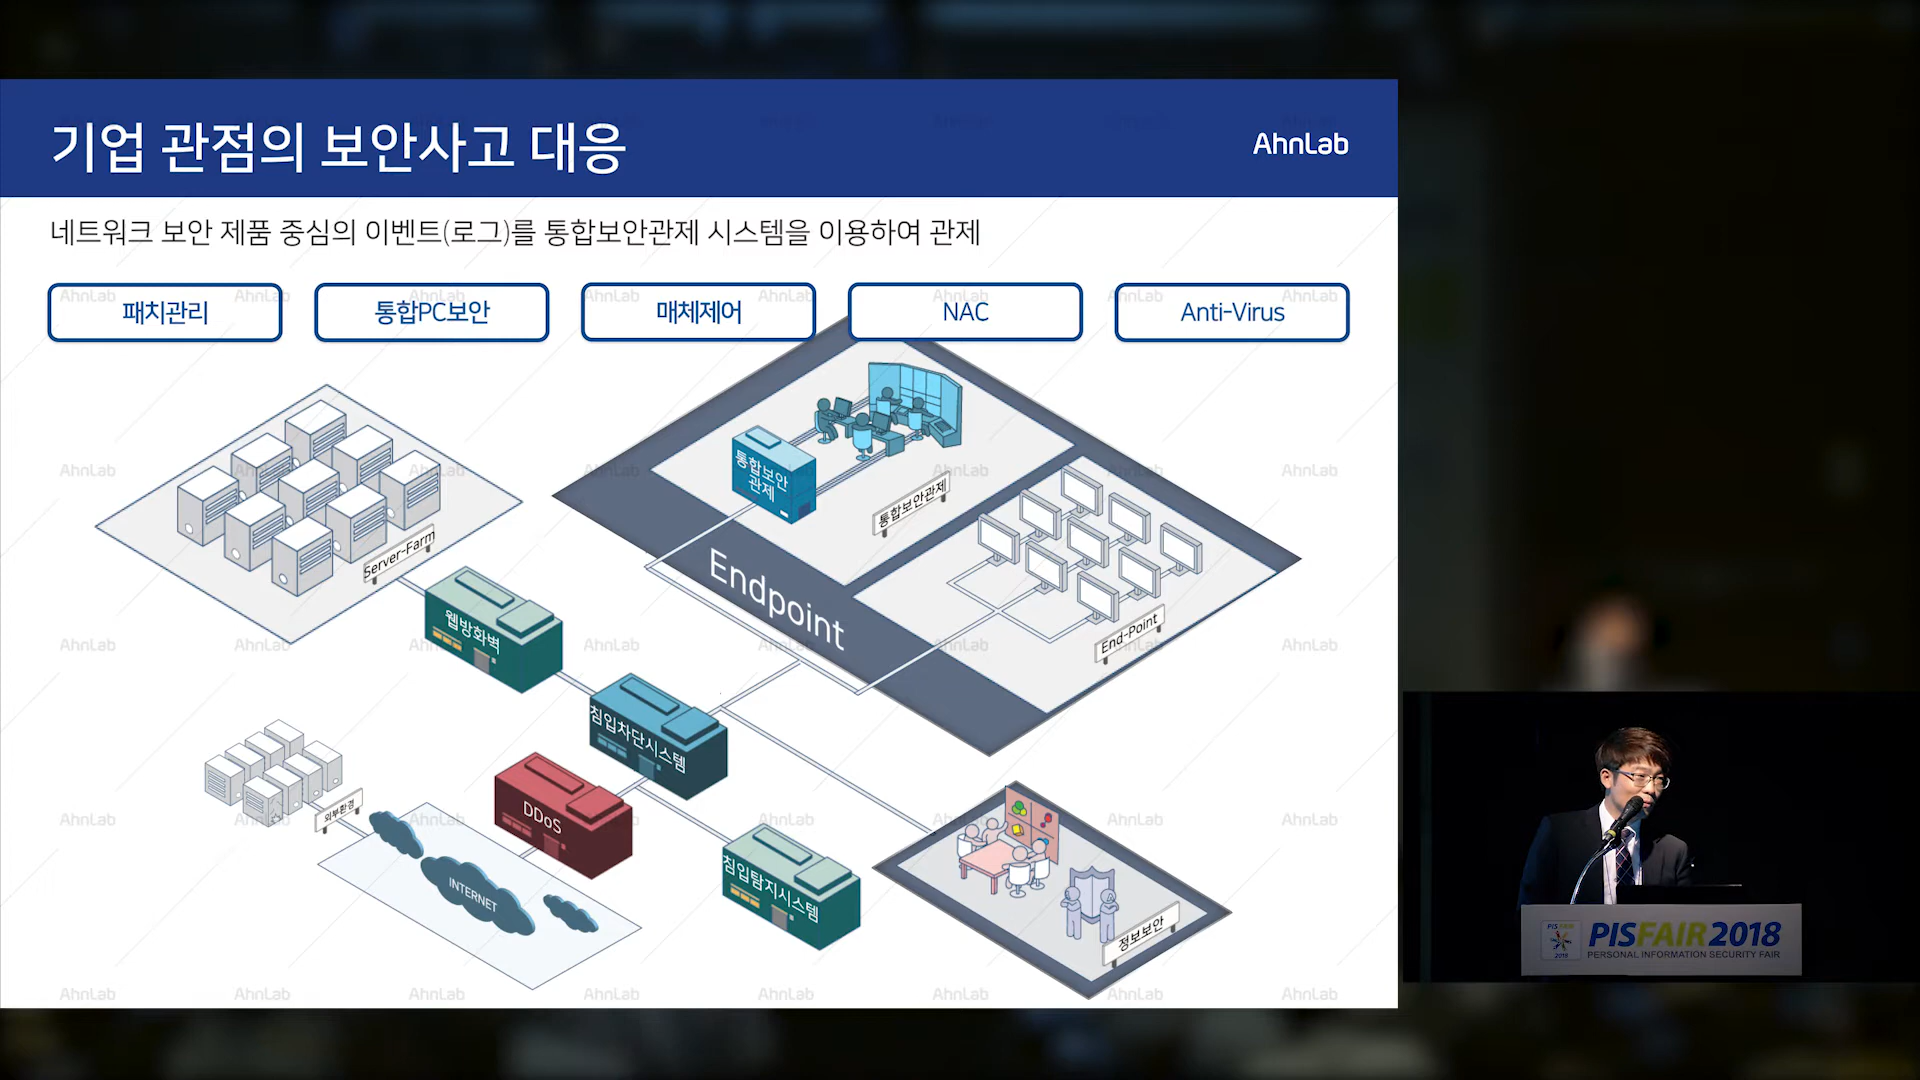 기업 관점의 보안사고 대응
AhnLab
네트워크 보안 제품 중심의 이벤트(로그)를 통합보안관제 시스템을 이용하여 관제
패치관리
통합PC보안
매체제어
NAC
Anti-Virus
통합보안
관제
통합보안관제
Server-Farm
Endpoint
End-Point
웹방화벽
침입차단시스템
DDoS
외부환경
INTERNET
침입탐지시스템
정보보안
PISFAIR 2018
PERSONAL INFORMATION SECURITY FAIR
PIS FAIR
2018